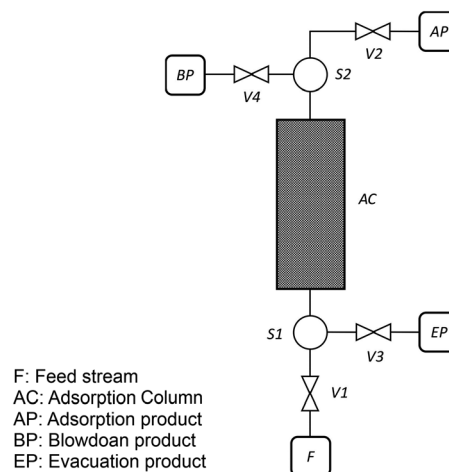 AP
V2
BP
V4
S2
AC
S1
EP
V3
V1
F
F: Feed stream
AC: Adsorption Column
AP: Adsorption product
BP: Blowdoan product
EP: Evacuation product